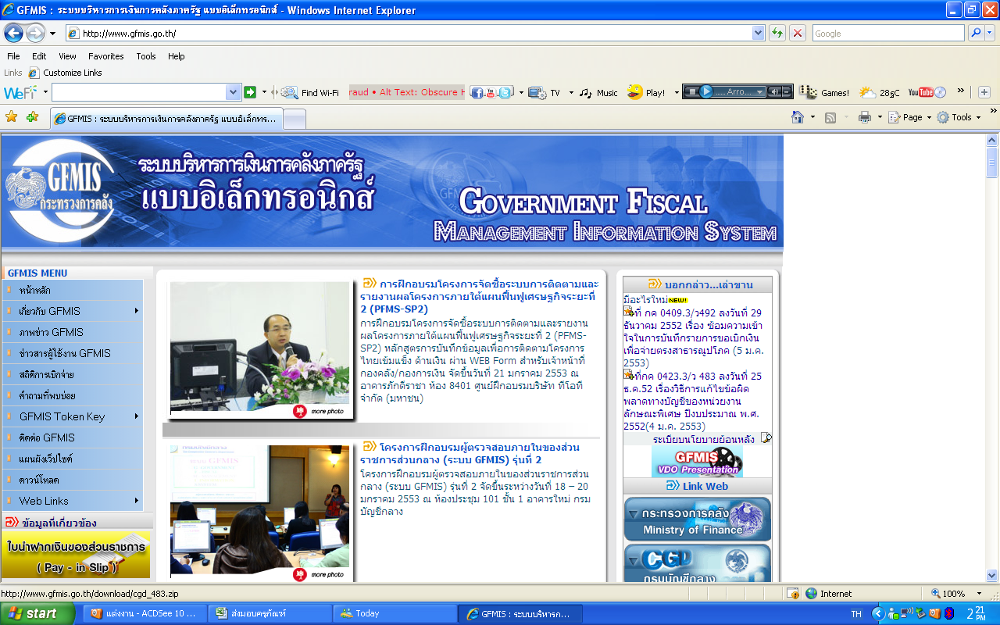 GFMIS : ระบบบริหารการเงินการคลังภาครัฐ แบบอิเล็กทรอนิกส์ - Windows Internet Explorer
http://www.gfmis.go.th/
Google
File Edit View Favorites Tools Help
Links Customize Links
WeFi Find Wi-Fi raud • Alt Text: Obscure H TV Music Play! ..... Arro... Games! 28ºC YouTube
GFMIS : ระบบบริหารการเงินการคลังภาครัฐ แบบอิเล็กทร... Page Tools
GFMIS
กระทรวงการคลัง
ระบบบริหารการเงินการคลังภาครัฐ
แบบอิเล็กทรอนิกส์
GOVERNMENT FISCAL
MANAGEMENT INFORMATION SYSTEM
GFMIS MENU
หน้าหลัก
เกี่ยวกับ GFMIS
ภาพข่าว GFMIS
ข่าวสารผู้ใช้งาน GFMIS
สถิติการเบิกจ่าย
คำถามที่พบบ่อย
GFMIS Token Key
ติดต่อ GFMIS
แผนผังเว็ปไซต์
ดาวน์โหลด
Web Links
ข้อมูลที่เกี่ยวข้อง
ใบนำฝากเงินของส่วนราชการ
( Pay - in Slip )
การฝึกอบรมโครงการจัดซื้อระบบการติดตามและ
รายงานผลโครงการภายใต้แผนฟื้นฟูเศรษฐกิจระยะที่
2 (PFMS-SP2)
การฝึกอบรมโครงการจัดซื้อระบบการติดตามและรายงาน
ผลโครงการภายใต้แผนฟื้นฟูเศรษฐกิจระยะที่ 2 (PFMS-
SP2) หลักสูตรการบันทึกข้อมูลเพื่อการติดตามโครงการ
ไทยเข้มแข็ง ด้านเงิน ผ่าน WEB Form สำหรับเจ้าหน้าที่
กองคลัง/กองการเงิน จัดขึ้นวันที่ 21 มกราคม 2553 ณ
อาคารภักดีราชา ห้อง 8401 ศูนย์ฝึกอบรมบริษัท ทีโอที
จำกัด (มหาชน)
more photo
โครงการฝึกอบรมผู้ตรวจสอบภายในของส่วน
ราชการส่วนกลาง (ระบบ GFMIS) รุ่นที่ 2
โครงการฝึกอบรมผู้ตรวจสอบภายในของส่วนราชการส่วน
กลาง (ระบบ GFMIS) รุ่นที่ 2 จัดขึ้นระหว่างวันที่ 18 – 20
มกราคม 2553 ณ ห้องประชุม 101 ชั้น 1 อาคารใหม่ กรม
บัญชีกลาง
more photo
บอกกล่าว...เล่าขาน
มีอะไรใหม่ NEW!
ที่ กค 0409.3/ว492 ลงวันที่ 29
ธันวาคม 2552 เรื่อง ซ้อมความเข้า
ใจในการบันทึกรายการขอเบิกเงิน
เพื่อจ่ายตรงสาธารณูปโภค (5 ม.ค.
2553)
ที่กค 0423.3/ว 483 ลงวันที่ 25
ธ.ค.52 เรื่องวิธีการแก้ไขข้อผิด
พลาดทางบัญชีของหน่วยงาน
ลักษณะพิเศษ ปีงบประมาณ พ.ศ.
2552(4 ม.ค. 2553)
ระเบียบนโยบายย้อนหลัง
GFMIS
VDO Presentation
Link Web
กระทรวงการคลัง
Ministry of Finance
CGD
กรมบัญชีกลาง
http://www.gfmis.go.th/download/cgd_483.zip Internet 100%
start แต่งงาน - ACDSee 10 ... ส่งมอบครุภัณฑ์ Today GFMIS : ระบบบริหารก... TH 2 21 PM